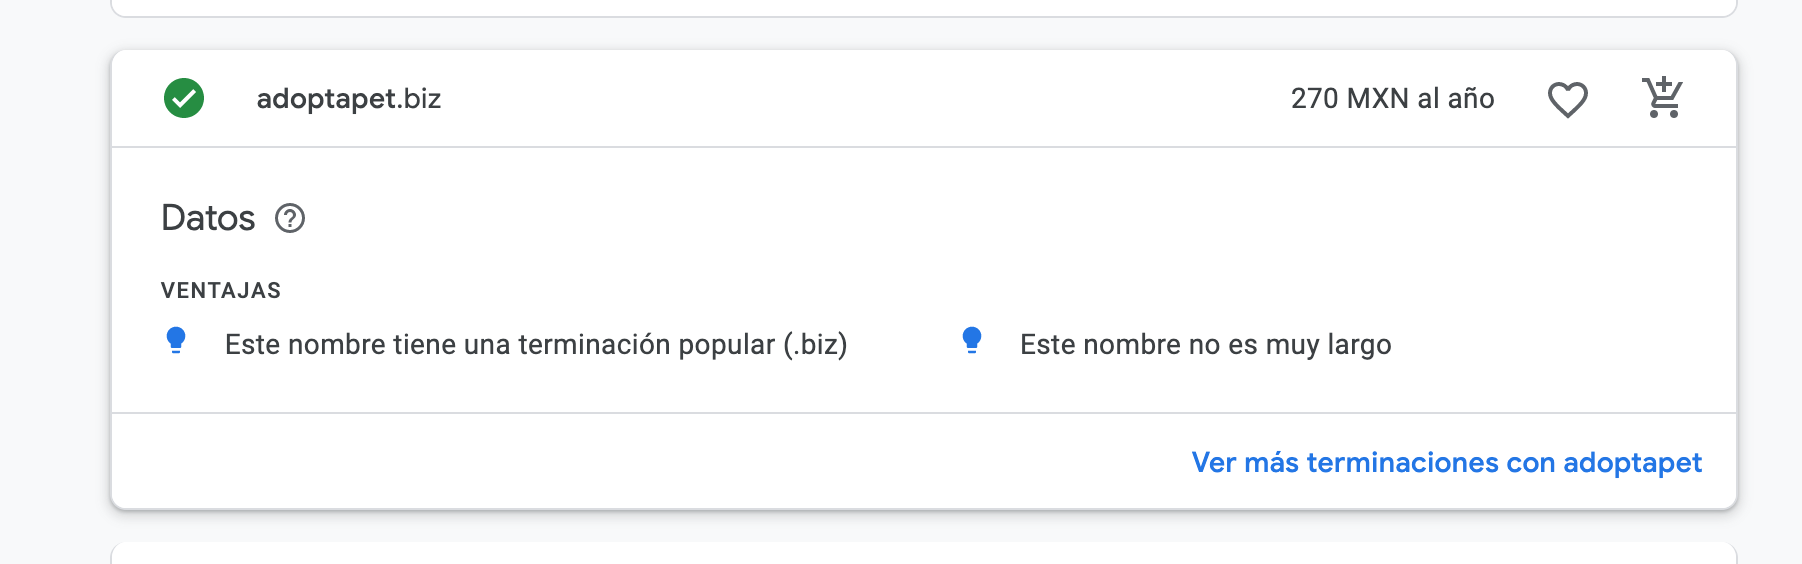 adoptapet.biz
270 MXN al año
Datos
VENTAJAS
Este nombre tiene una terminación popular (.biz)
Este nombre no es muy largo
Ver más terminaciones con adoptapet